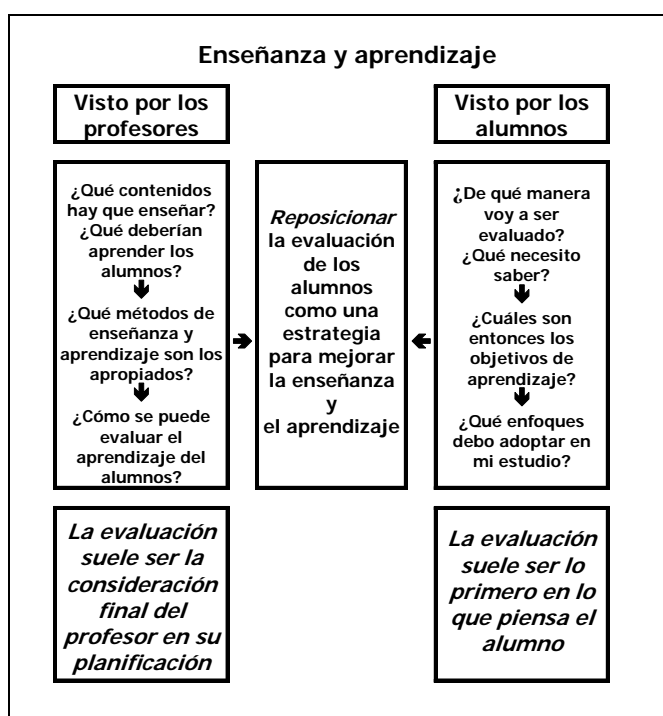 Enseñanza y aprendizaje
Visto por los
profesores
Visto por los
alumnos
¿Qué contenidos
hay que enseñar?
¿Qué deberían
aprender los
alumnos?
¿Qué métodos de
enseñanza y
aprendizaje son los
apropiados?
¿Cómo se puede
evaluar el
aprendizaje del
alumnos?
Reposicionar
la evaluación
de los
alumnos
como una
estrategia
para mejorar
la enseñanza
y
el aprendizaje
¿De qué manera
voy a ser
evaluado?
¿Qué necesito
saber?
¿Cuáles son
entonces los
objetivos de
aprendizaje?
¿Qué enfoques
debo adoptar en
mi estudio?
La evaluación
suele ser la
consideración
final del
profesor en su
planificación
La evaluación
suele ser lo
primero en lo
que piensa el
alumno